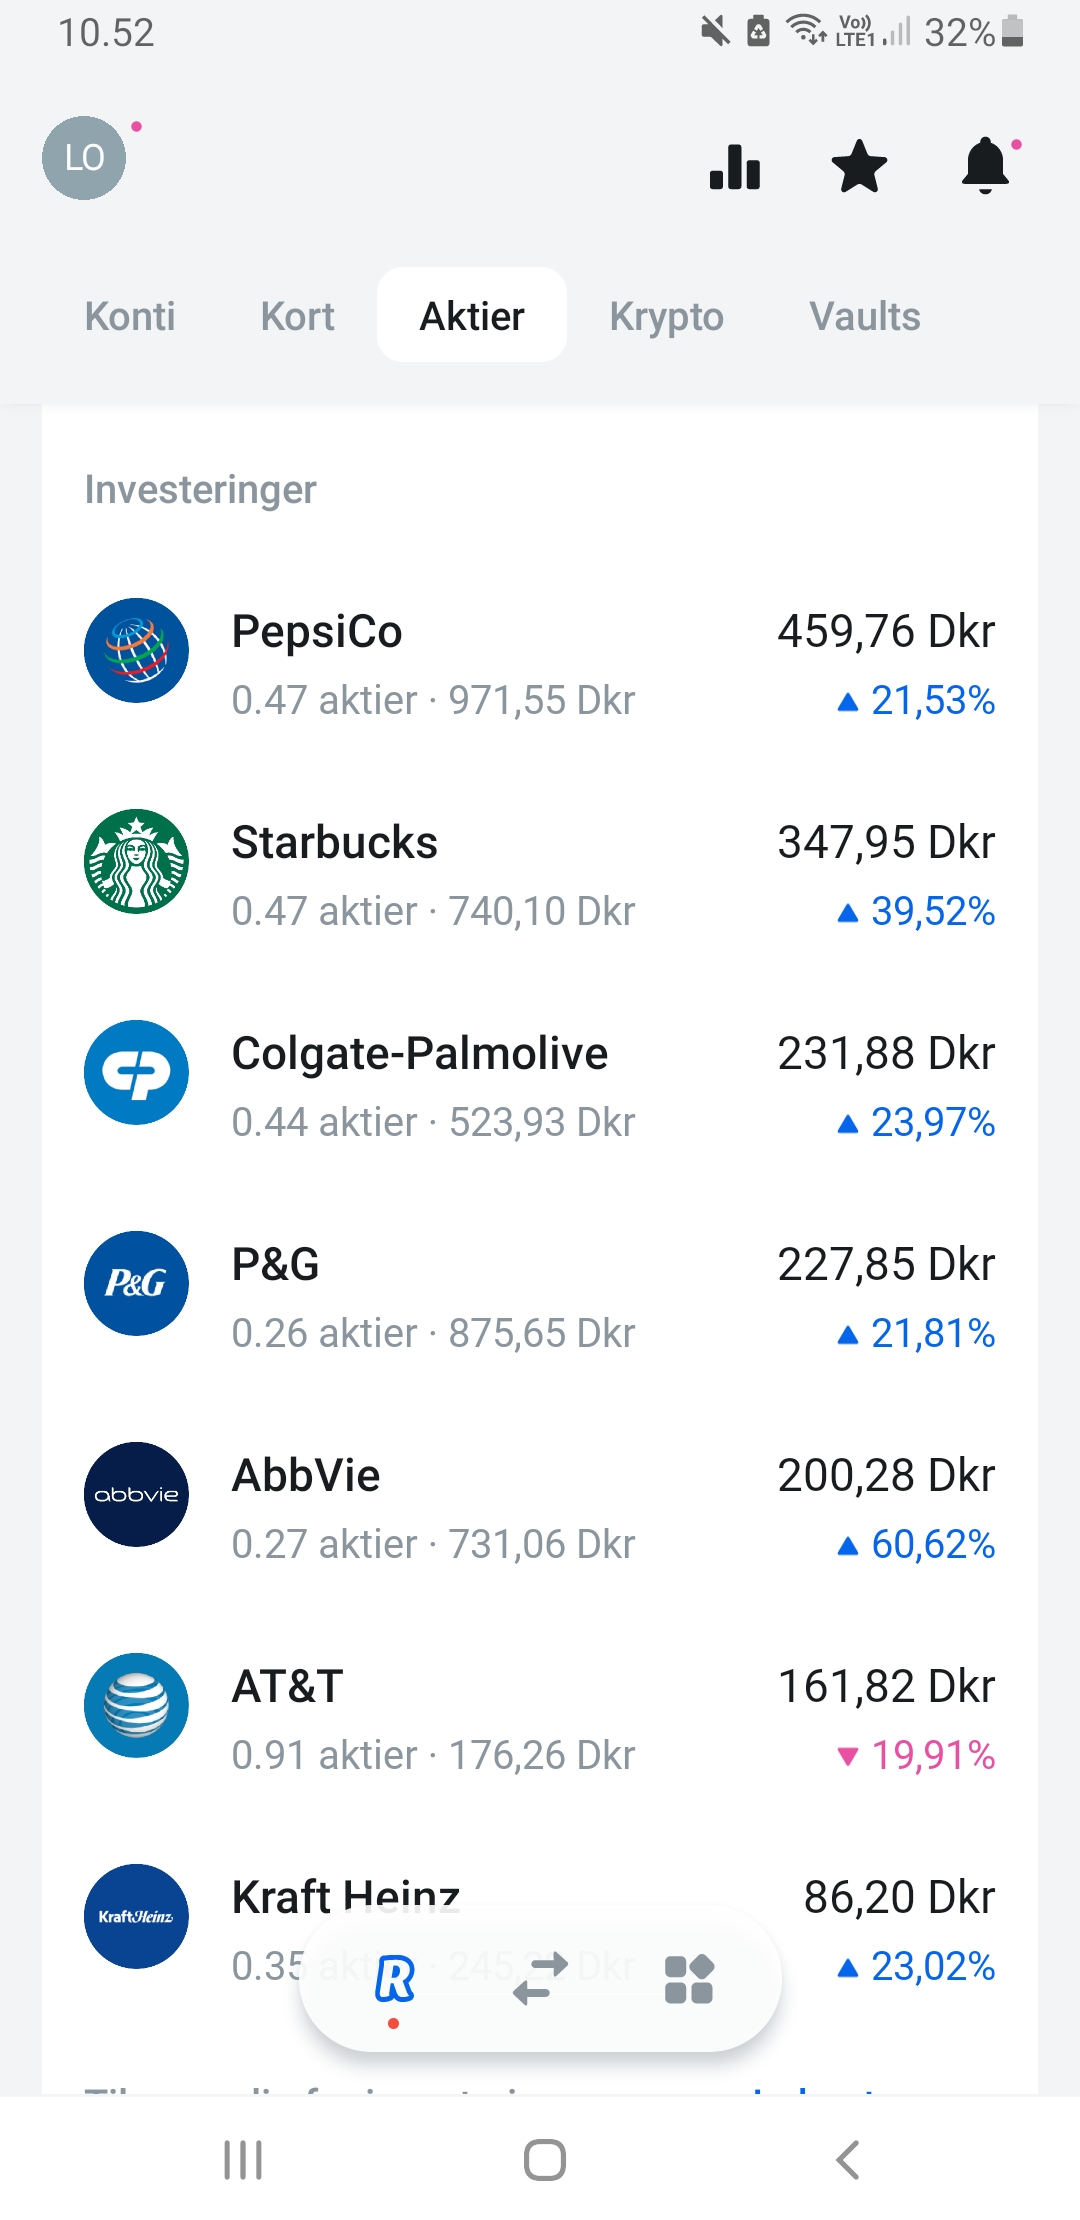 10.52
Vo)) LTE1 32%
LO
Konti Kort Aktier Krypto Vaults
Investeringer
PepsiCo 459,76 Dkr
0.47 aktier · 971,55 Dkr ▲ 21,53%
Starbucks 347,95 Dkr
0.47 aktier · 740,10 Dkr ▲ 39,52%
Colgate-Palmolive 231,88 Dkr
0.44 aktier · 523,93 Dkr ▲ 23,97%
P&G P&G 227,85 Dkr
0.26 aktier · 875,65 Dkr ▲ 21,81%
abbvie AbbVie 200,28 Dkr
0.27 aktier · 731,06 Dkr ▲ 60,62%
AT&T 161,82 Dkr
0.91 aktier · 176,26 Dkr ▼ 19,91%
KraftHeinz Kraft Heinz 86,20 Dkr
0.35 aktier · Dkr ▲ 23,02%
R